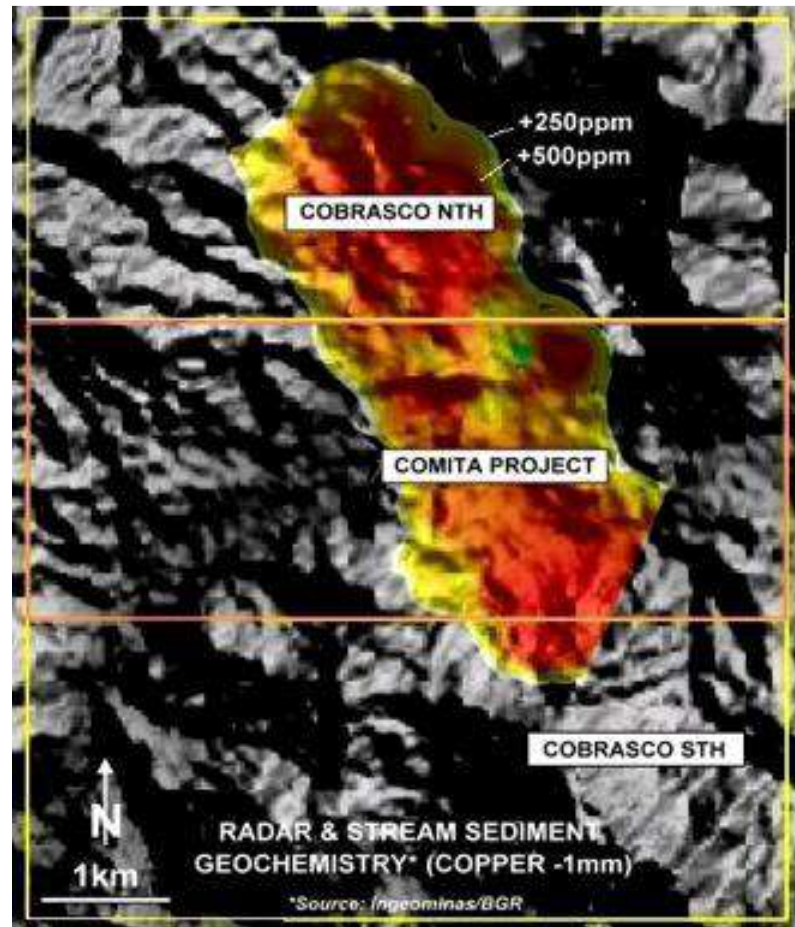 +250ppm
+500ppm
COBRASCO NTH
COMITA PROJECT
COBRASCO STH
N
1km
RADAR & STREAM SEDIMENT
GEOCHEMISTRY* (COPPER -1mm)
*Source: Ingeominas/BGR